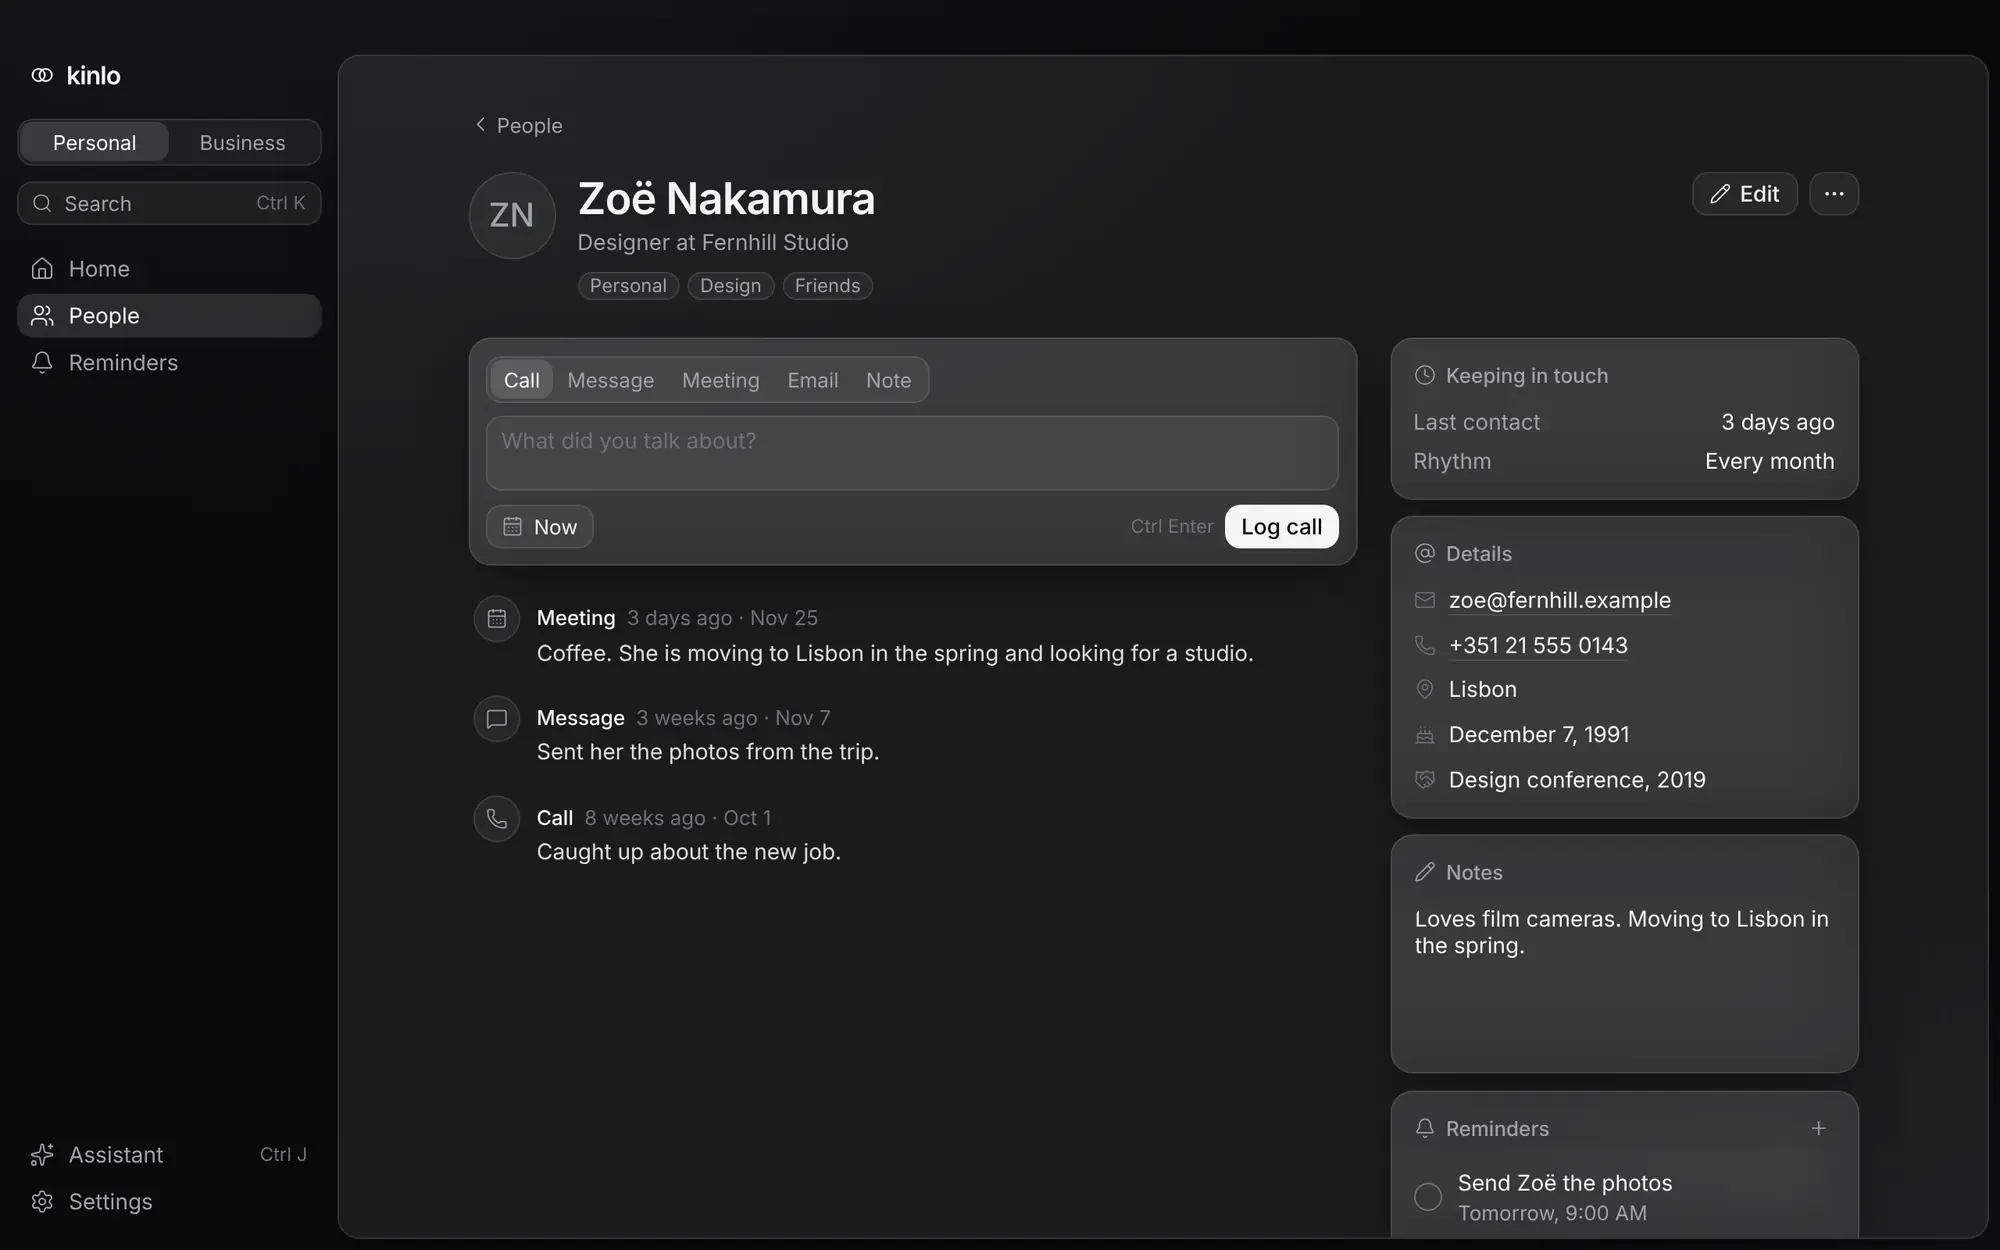 kinlo
Personal
Business
Search
Ctrl K
Home
People
Reminders
Assistant
Ctrl J
Settings
People
ZN
Zoë Nakamura
Designer at Fernhill Studio
Personal
Design
Friends
Edit
Call
Message
Meeting
Email
Note
What did you talk about?
Now
Ctrl Enter
Log call
Meeting 3 days ago · Nov 25
Coffee. She is moving to Lisbon in the spring and looking for a studio.
Message 3 weeks ago · Nov 7
Sent her the photos from the trip.
Call 8 weeks ago · Oct 1
Caught up about the new job.
Keeping in touch
Last contact 3 days ago
Rhythm Every month
Details
zoe@fernhill.example
+351 21 555 0143
Lisbon
December 7, 1991
Design conference, 2019
Notes
Loves film cameras. Moving to Lisbon in
the spring.
Reminders
Send Zoë the photos
Tomorrow, 9:00 AM